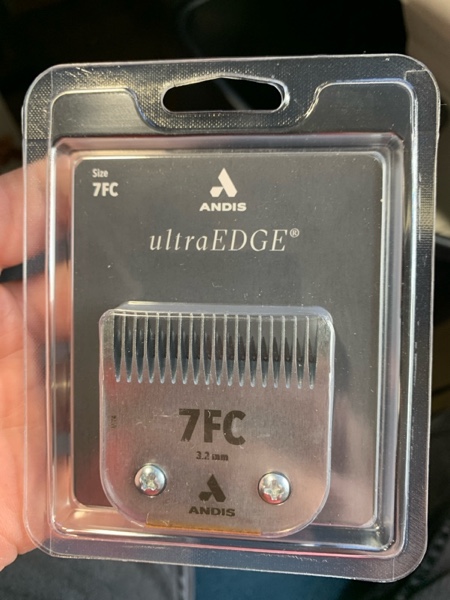 Size
7FC
ANDIS
ultraEDGE®
7FC
3.2 mm
ANDIS